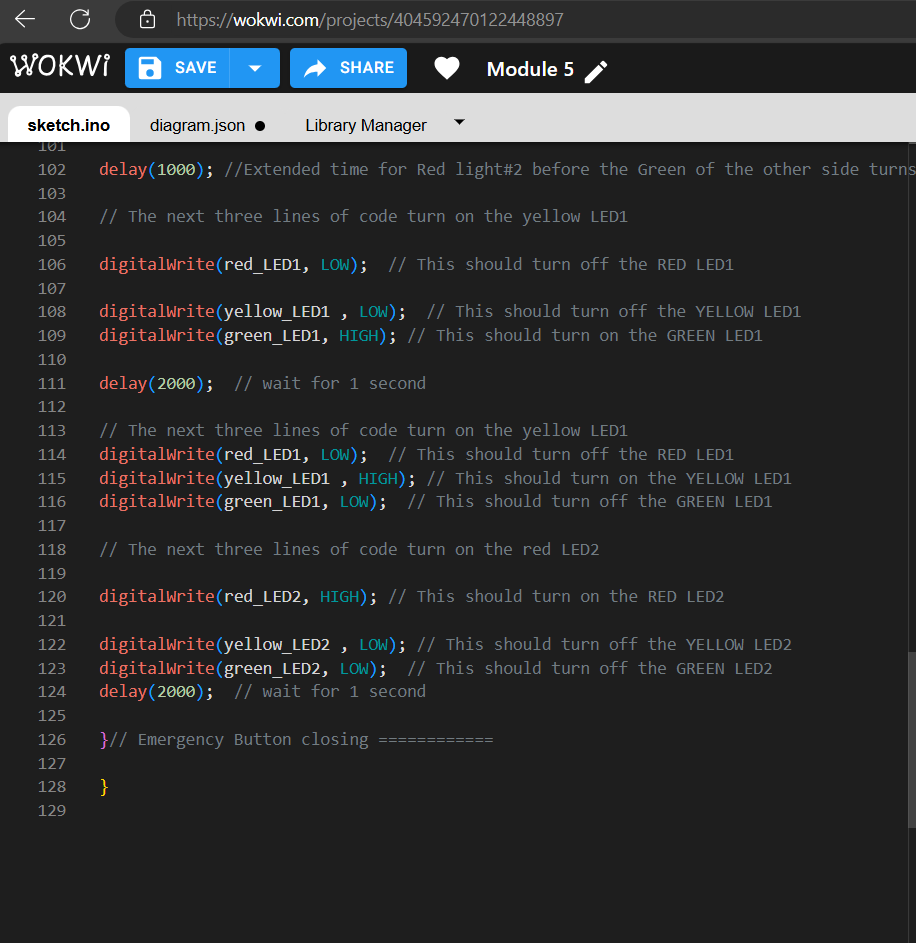 https://wokwi.com/projects/404592470122448897
WOKWI SAVE SHARE Module 5
sketch.ino diagram.json Library Manager
101
102 delay(1000); //Extended time for Red light#2 before the Green of the other side turns
103
104 // The next three lines of code turn on the yellow LED1
105
106 digitalWrite(red_LED1, LOW); // This should turn off the RED LED1
107
108 digitalWrite(yellow_LED1 , LOW); // This should turn off the YELLOW LED1
109 digitalWrite(green_LED1, HIGH); // This should turn on the GREEN LED1
110
111 delay(2000); // wait for 1 second
112
113 // The next three lines of code turn on the yellow LED1
114 digitalWrite(red_LED1, LOW); // This should turn off the RED LED1
115 digitalWrite(yellow_LED1 , HIGH); // This should turn on the YELLOW LED1
116 digitalWrite(green_LED1, LOW); // This should turn off the GREEN LED1
117
118 // The next three lines of code turn on the red LED2
119
120 digitalWrite(red_LED2, HIGH); // This should turn on the RED LED2
121
122 digitalWrite(yellow_LED2 , LOW); // This should turn off the YELLOW LED2
123 digitalWrite(green_LED2, LOW); // This should turn off the GREEN LED2
124 delay(2000); // wait for 1 second
125
126 }// Emergency Button closing ============
127
128 }
129